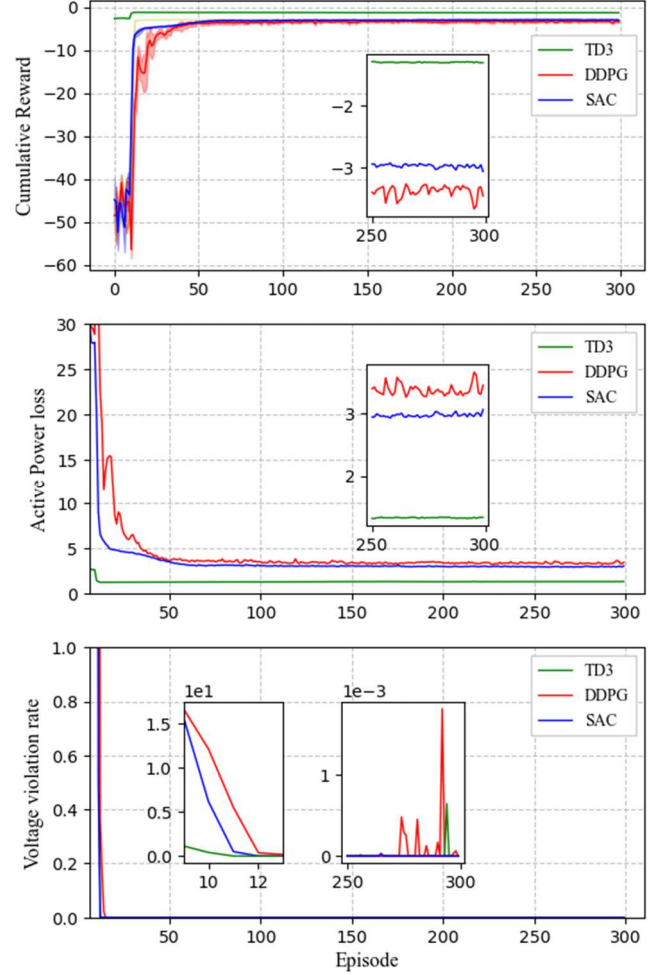 0
−10
−20
−30
−40
−50
−60
Cumulative Reward
TD3
DDPG
SAC
−2
−3
250 300
0 50 100 150 200 250 300
30
25
20
15
10
5
0
Active Power loss
TD3
DDPG
SAC
3
2
250 300
50 100 150 200 250 300
1.0
0.8
0.6
0.4
0.2
0.0
Voltage violation rate
TD3
DDPG
SAC
1e1
1.5
1.0
0.5
0.0
10 12
1e−3
1
0
250 300
50 100 150 200 250 300
Episode